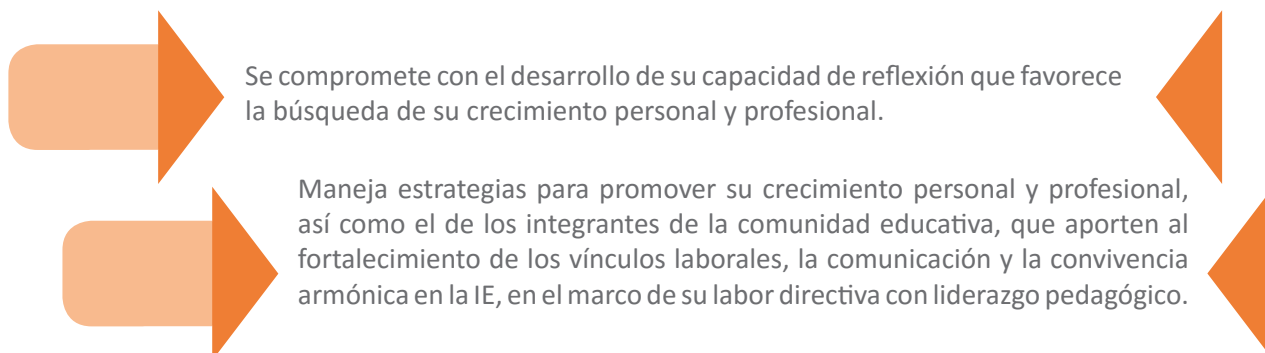 Se compromete con el desarrollo de su capacidad de reflexión que favorece
la búsqueda de su crecimiento personal y profesional.
Maneja estrategias para promover su crecimiento personal y profesional,
así como el de los integrantes de la comunidad educativa, que aporten al
fortalecimiento de los vínculos laborales, la comunicación y la convivencia
armónica en la IE, en el marco de su labor directiva con liderazgo pedagógico.